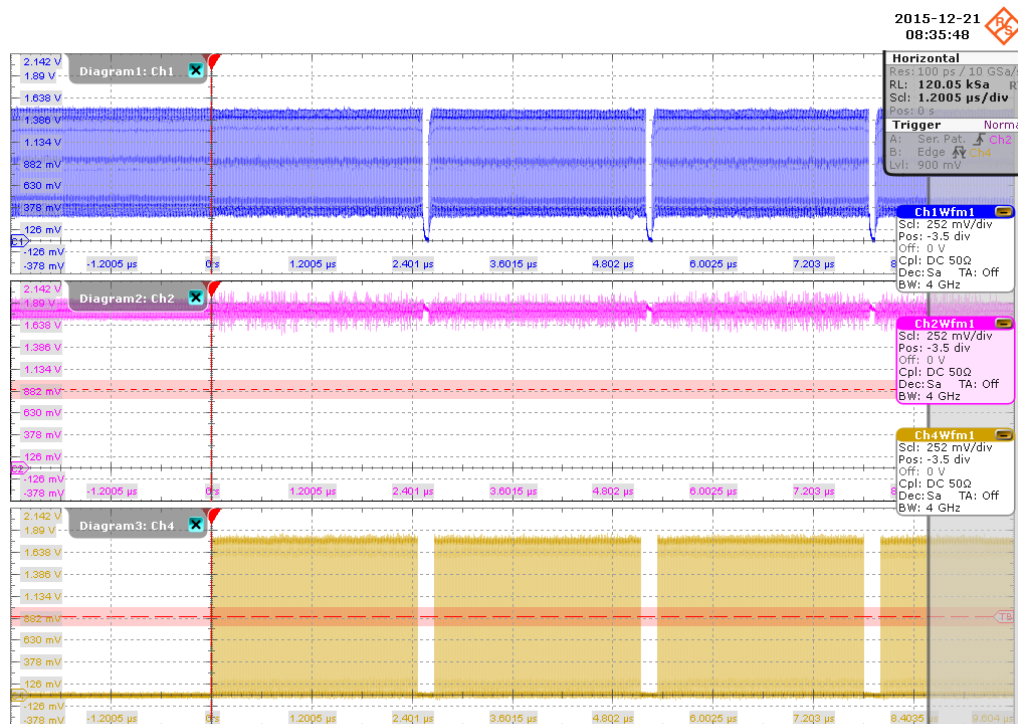 2015-12-21
08:35:48
Horizontal
Res: 100 ps / 10 GSa/s
RL: 120.05 kSa R
Scl: 1.2005 µs/div
Pos: 0 s
Trigger Norma
A: Ser. Pat. Ch2
B: Edge Ch4
Lvl: 900 mV
Diagram1: Ch1
2.142 V
1.89 V
1.638 V
1.386 V
1.134 V
882 mV
630 mV
378 mV
126 mV
C1
-126 mV
-378 mV
-1.2005 µs 0 s 1.2005 µs 2.401 µs 3.6015 µs 4.802 µs 6.0025 µs 7.203 µs 8
Ch1Wfm1
Scl: 252 mV/div
Pos: -3.5 div
Off: 0 V
Cpl: DC 50Ω
Dec: Sa TA: Off
BW: 4 GHz
Diagram2: Ch2
2.142 V
1.89 V
1.638 V
1.386 V
1.134 V
882 mV
630 mV
378 mV
126 mV
C2
-126 mV
-378 mV
-1.2005 µs 0 s 1.2005 µs 2.401 µs 3.6015 µs 4.802 µs 6.0025 µs 7.203 µs 8
Ch2Wfm1
Scl: 252 mV/div
Pos: -3.5 div
Off: 0 V
Cpl: DC 50Ω
Dec: Sa TA: Off
BW: 4 GHz
Ch4Wfm1
Scl: 252 mV/div
Pos: -3.5 div
Off: 0 V
Cpl: DC 50Ω
Dec: Sa TA: Off
BW: 4 GHz
Diagram3: Ch4
2.142 V
1.89 V
1.638 V
1.386 V
1.134 V
882 mV
630 mV
378 mV
126 mV
-126 mV
-378 mV
TB
-1.2005 µs 0 s 1.2005 µs 2.401 µs 3.6015 µs 4.802 µs 6.0025 µs 7.203 µs 8.4035 9.604 µs